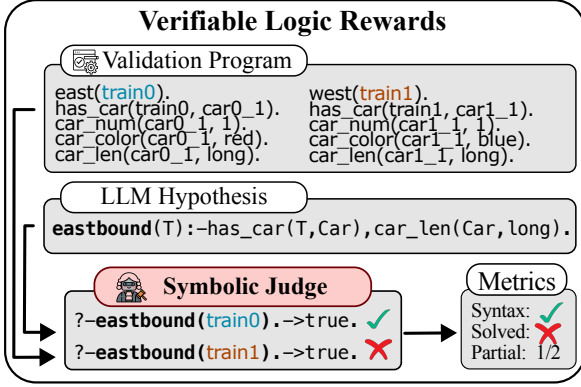 Verifiable Logic Rewards
Validation Program
east(train0).
has_car(train0, car0_1).
car_num(car0_1, 1).
car_color(car0_1, red).
car_len(car0_1, long).
west(train1).
has_car(train1, car1_1).
car_num(car1_1, 1).
car_color(car1_1, blue).
car_len(car1_1, long).
LLM Hypothesis
eastbound(T):-has_car(T,Car),car_len(Car,long).
Symbolic Judge
?-eastbound(train0).->true.
?-eastbound(train1).->true.
Metrics
Syntax:
Solved:
Partial: 1/2